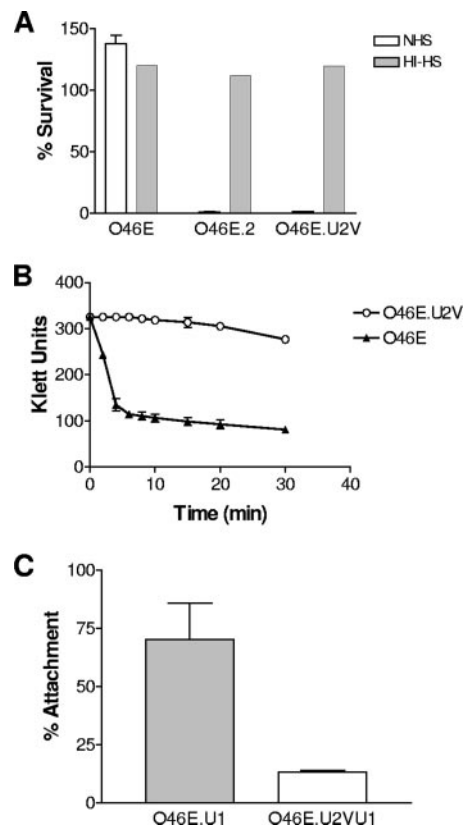 A
NHS
HI-HS
% Survival
150
100
50
0
O46E
O46E.2
O46E.U2V
B
O46E.U2V
O46E
Klett Units
400
300
200
100
0
0
10
20
30
40
Time (min)
C
% Attachment
100
75
50
25
0
O46E.U1
O46E.U2VU1